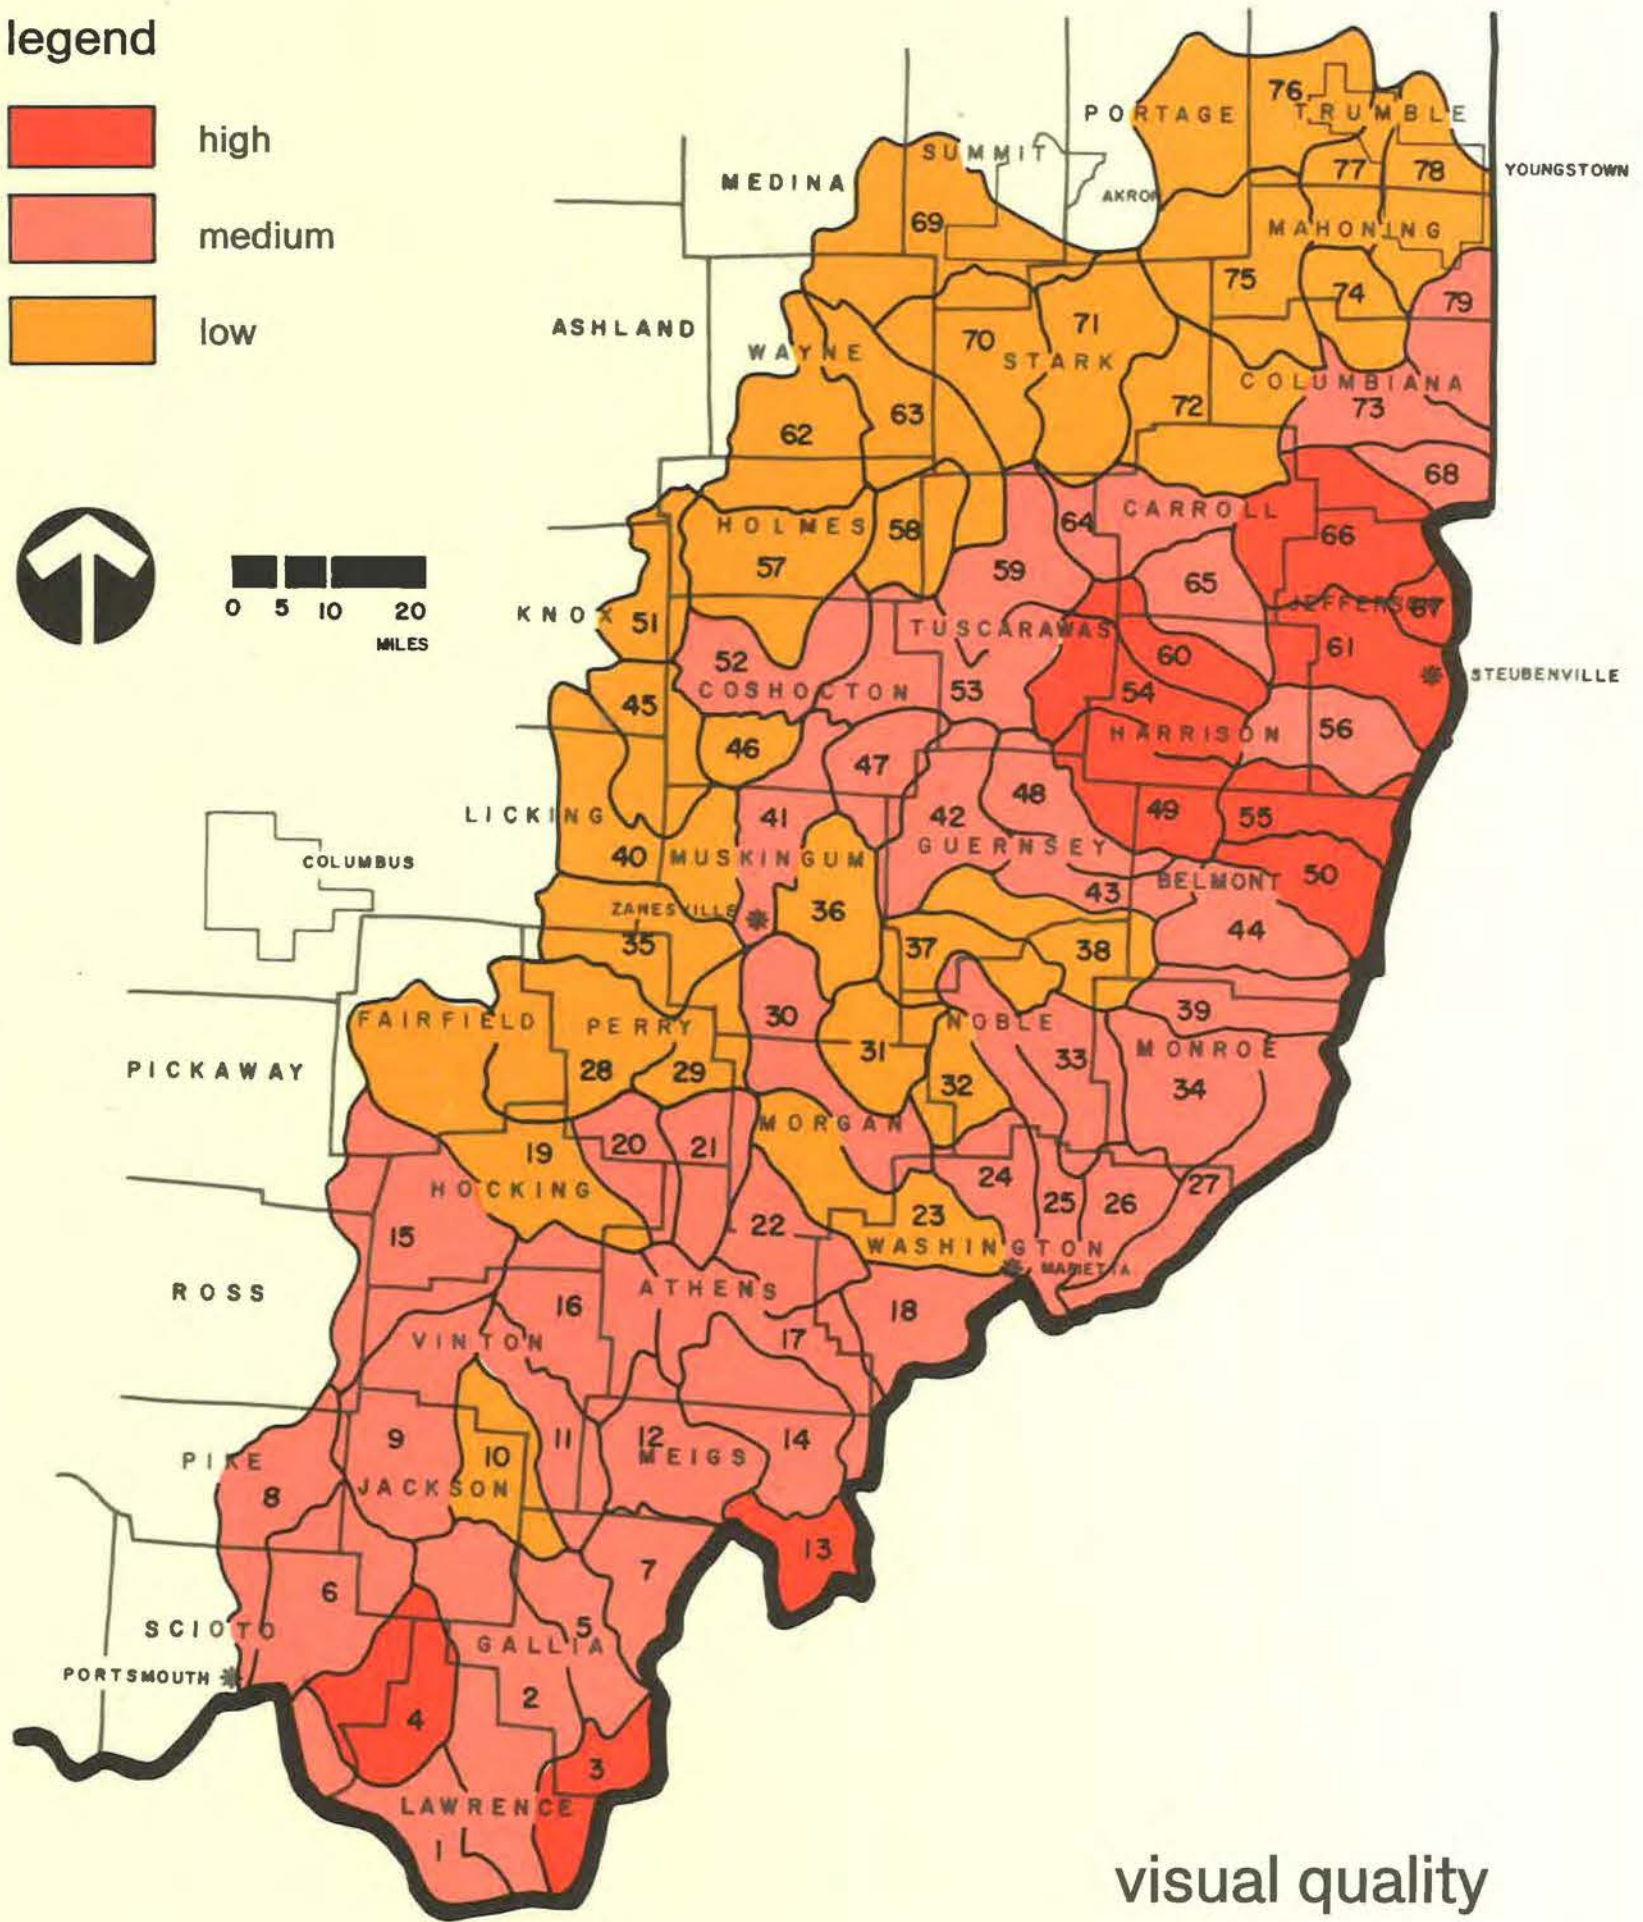 legend
high
medium
low
0 5 10 20
MILES
76
PORTAGE
TRUMBLE
SUMMIT
77
78
YOUNGSTOWN
MEDINA
AKRON
69
MAHONING
75
74
79
ASHLAND
71
70
WAYNE
STARK
COLUMBIANA
72
73
63
62
68
CARROLL
64
HOLMES
58
66
57
59
65
KNOX
51
JEFFERSON
67
TUSCARAWAS
61
60
52
STEUBENVILLE
COSHOCTON
53
54
45
56
HARRISON
46
47
48
49
55
LICKING
41
42
GUERNSEY
40
MUSKINGUM
COLUMBUS
BELMONT
50
43
ZANESVILLE
36
44
35
37
38
39
30
FAIRFIELD
PERRY
NOBLE
MONROE
31
33
PICKAWAY
28
29
32
34
MORGAN
20
21
19
24
27
HOCKING
25
26
23
22
15
WASHINGTON
MARIETTA
ROSS
ATHENS
16
18
VINTON
17
9
11
12
14
10
PIKE
MEIGS
8
JACKSON
13
7
6
SCIOTO
5
GALLIA
PORTSMOUTH
2
4
3
LAWRENCE
1
visual quality